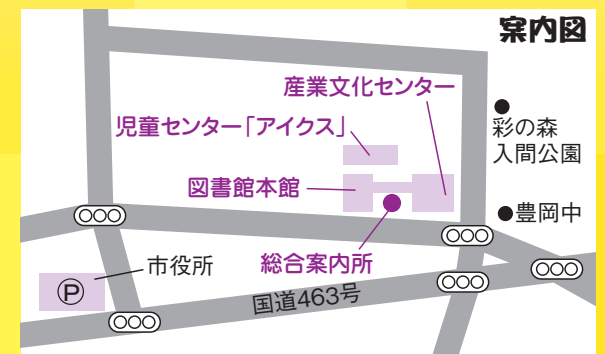 案内図
産業文化センター
児童センター「アイクス」
彩の森
入間公園
図書館本館
豊岡中
市役所
総合案内所
P
国道463号